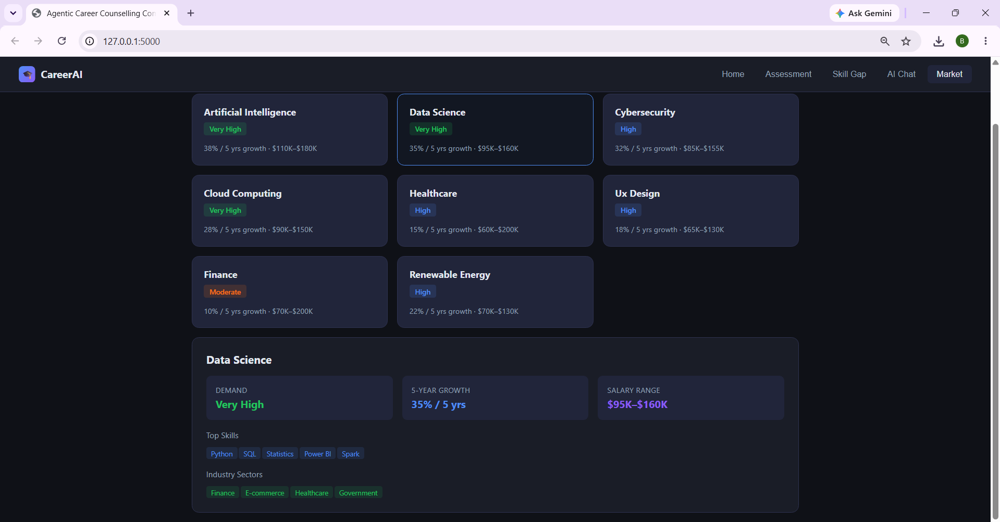 Agentic Career Counselling Con
Ask Gemini
127.0.0.1:5000
B
CareerAI
Home Assessment Skill Gap AI Chat Market
Artificial Intelligence
Very High
38% / 5 yrs growth · $110K–$180K
Data Science
Very High
35% / 5 yrs growth · $95K–$160K
Cybersecurity
High
32% / 5 yrs growth · $85K–$155K
Cloud Computing
Very High
28% / 5 yrs growth · $90K–$150K
Healthcare
High
15% / 5 yrs growth · $60K–$200K
Ux Design
High
18% / 5 yrs growth · $65K–$130K
Finance
Moderate
10% / 5 yrs growth · $70K–$200K
Renewable Energy
High
22% / 5 yrs growth · $70K–$130K
Data Science
DEMAND
Very High
5-YEAR GROWTH
35% / 5 yrs
SALARY RANGE
$95K–$160K
Top Skills
Python SQL Statistics Power BI Spark
Industry Sectors
Finance E-commerce Healthcare Government